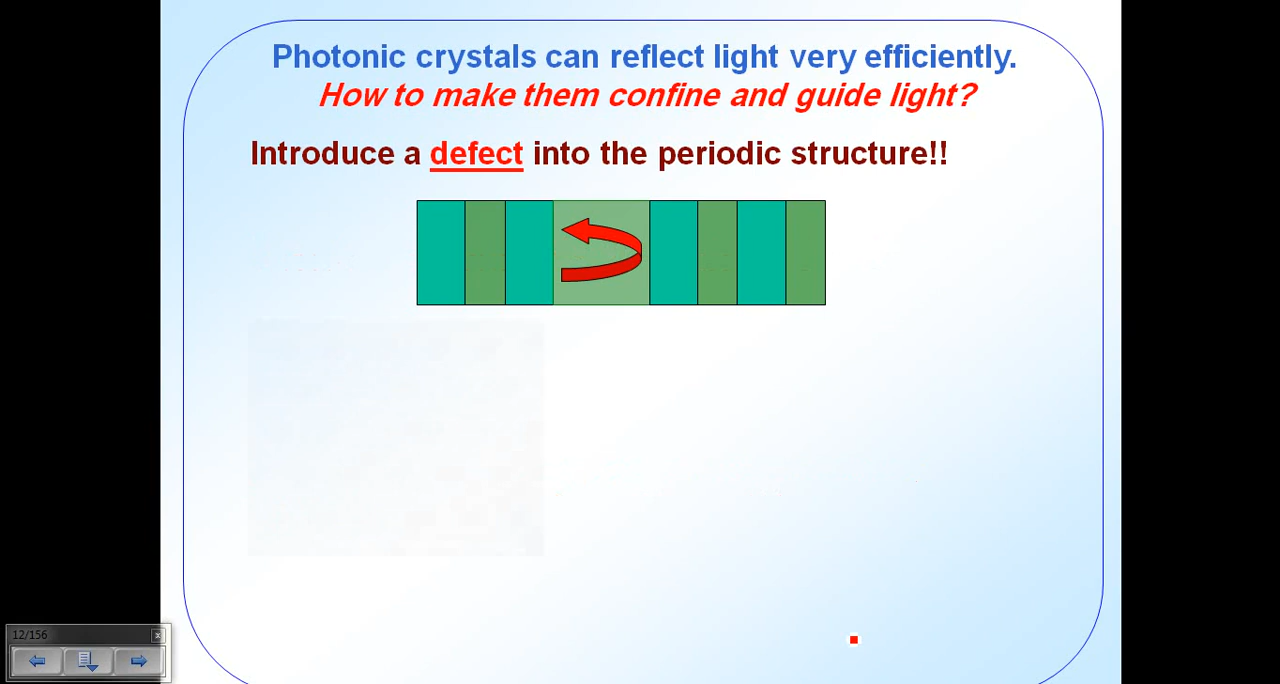 Photonic crystals can reflect light very efficiently.
How to make them confine and guide light?
Introduce a defect into the periodic structure!!
12/156
x